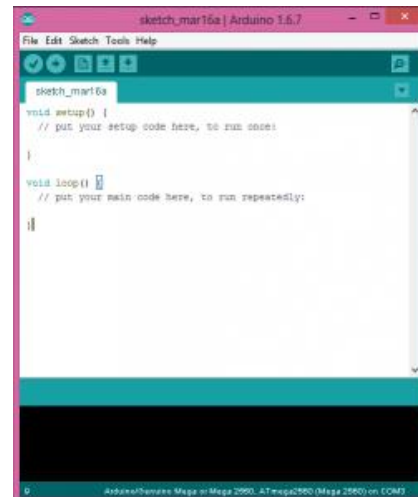 sketch_mar16a | Arduino 1.6.7
File Edit Sketch Tools Help
sketch_mar16a
void setup() {
// put your setup code here, to run once:
}
void loop() {
// put your main code here, to run repeatedly:
}
9 Arduino/Genuino Mega or Mega 2560, ATmega2560 (Mega 2560) on COM3